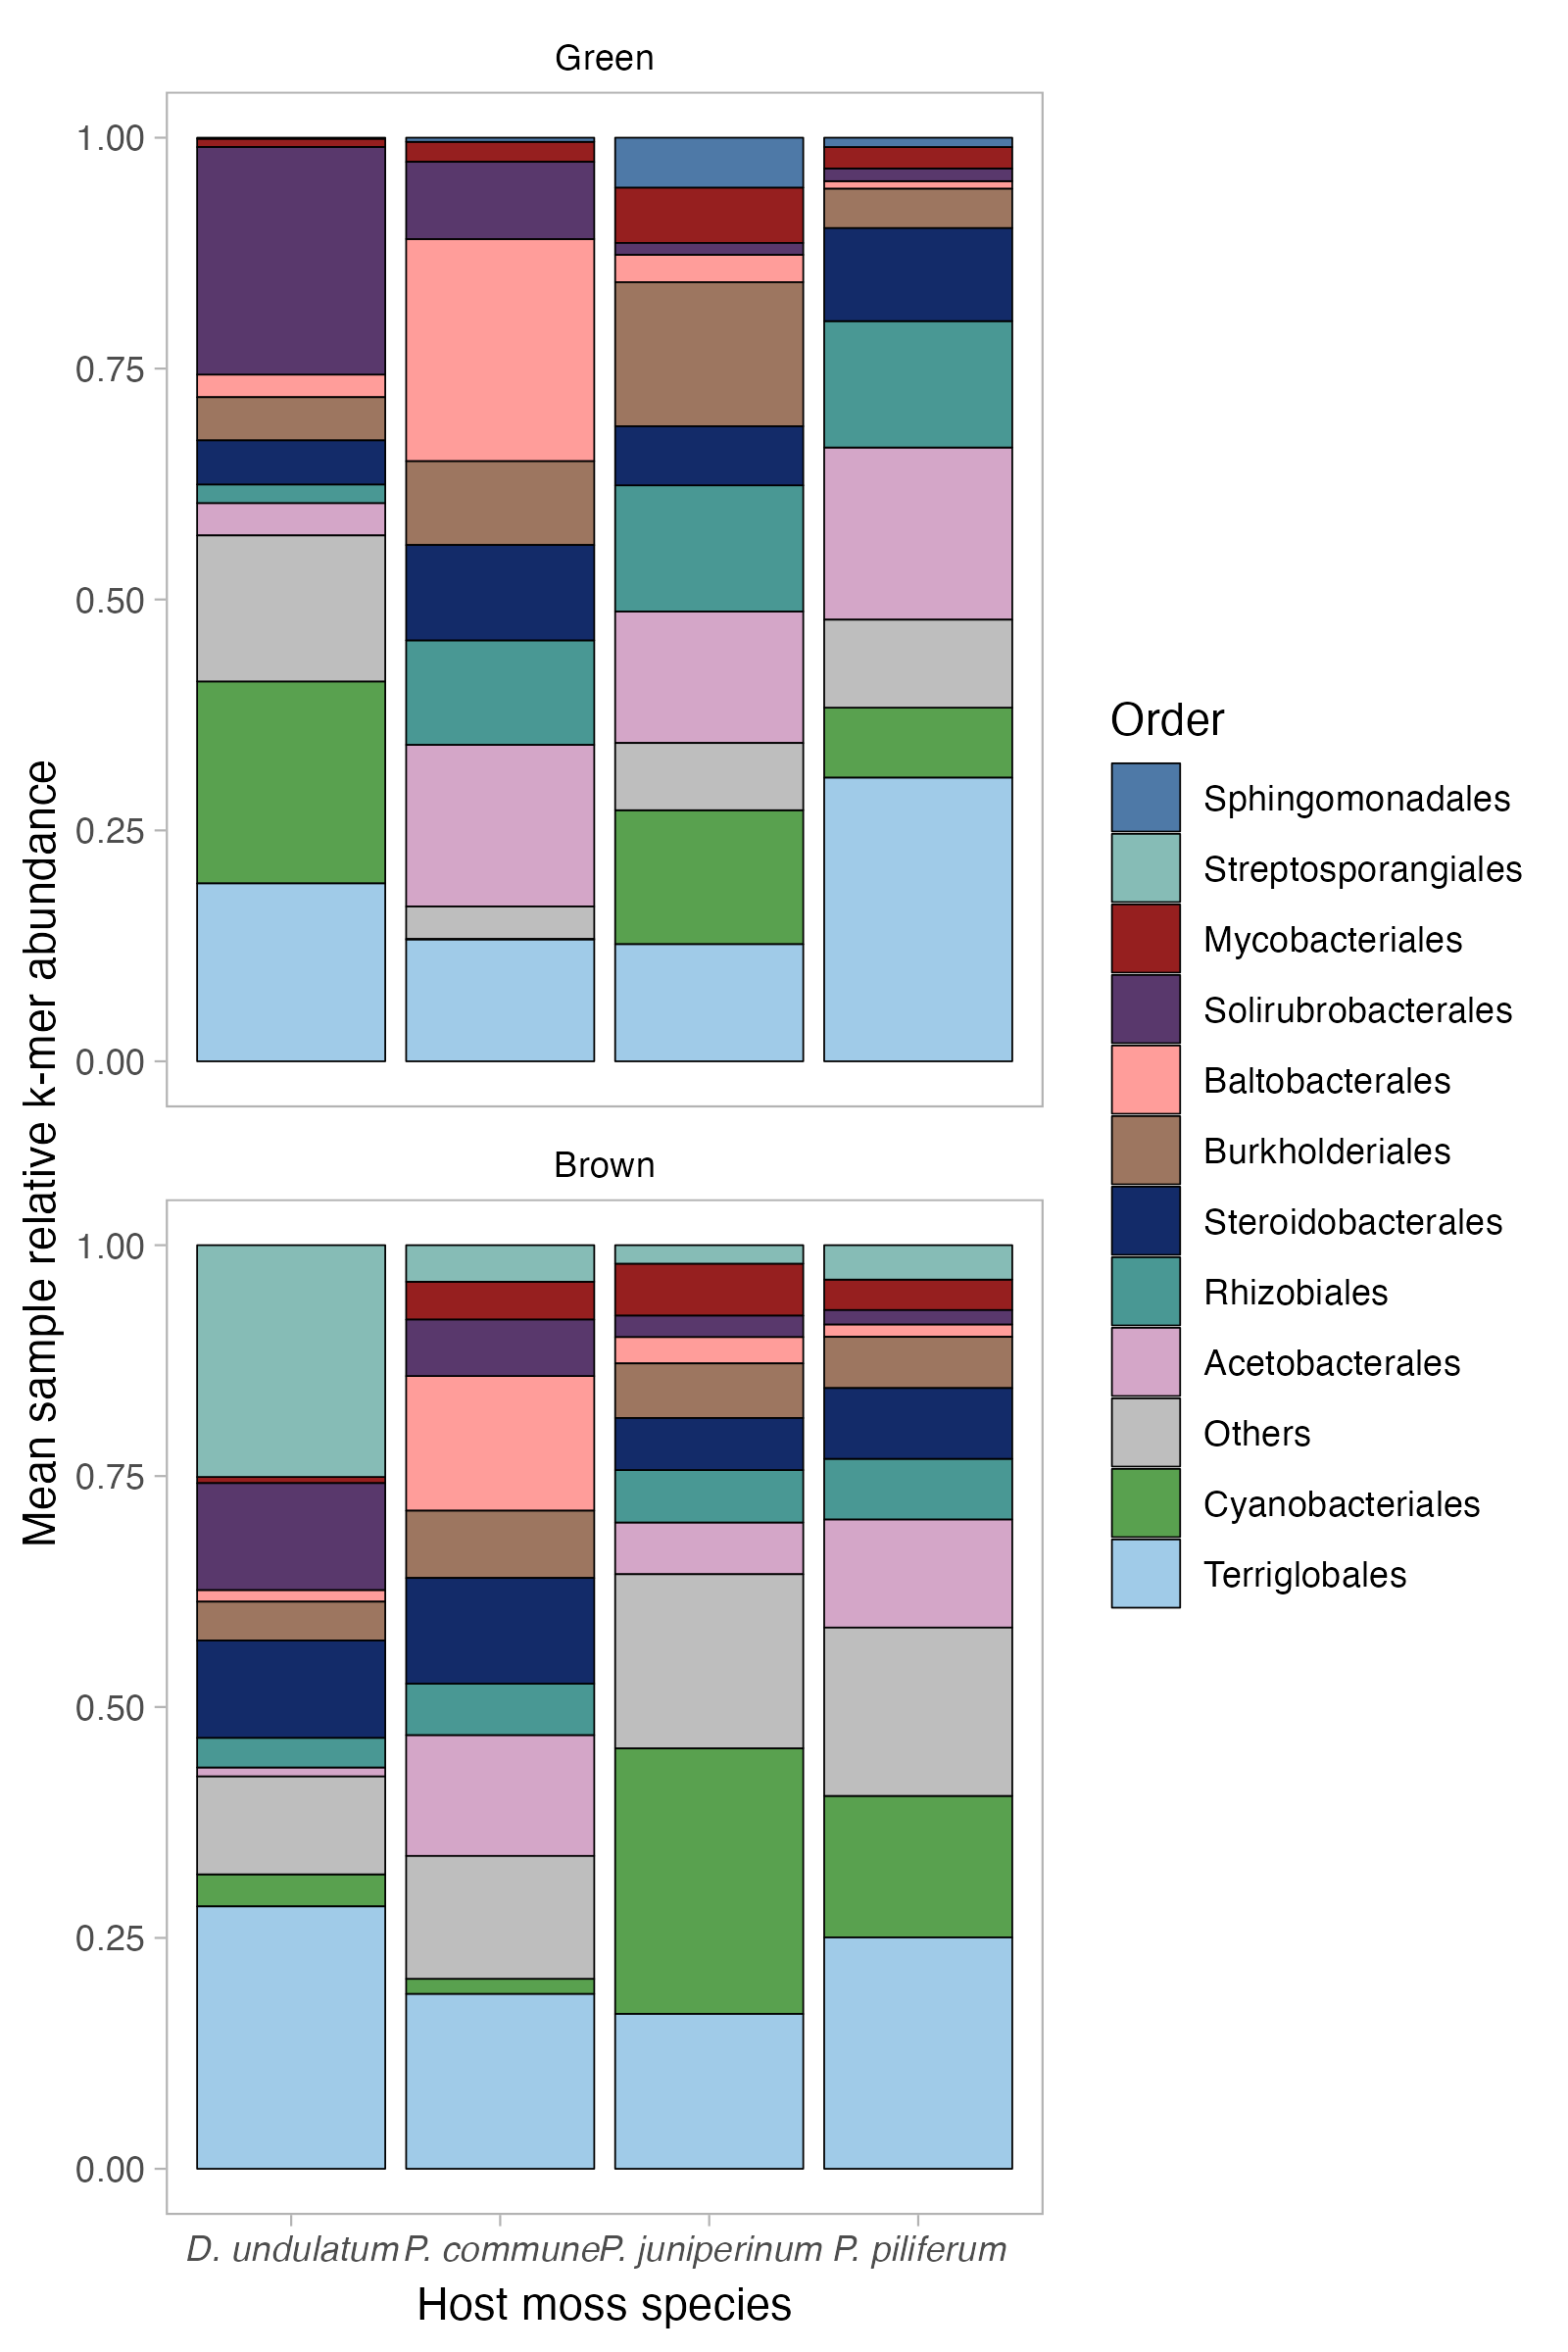 Green
1.00
0.75
0.50
0.25
0.00
Brown
1.00
0.75
0.50
0.25
0.00
Mean sample relative k-mer abundance
D. undulatum P. commune P. juniperinum P. piliferum
Host moss species
Order
Sphingomonadales
Streptosporangiales
Mycobacteriales
Solirubrobacterales
Baltobacterales
Burkholderiales
Steroidobacterales
Rhizobiales
Acetobacterales
Others
Cyanobacteriales
Terriglobales